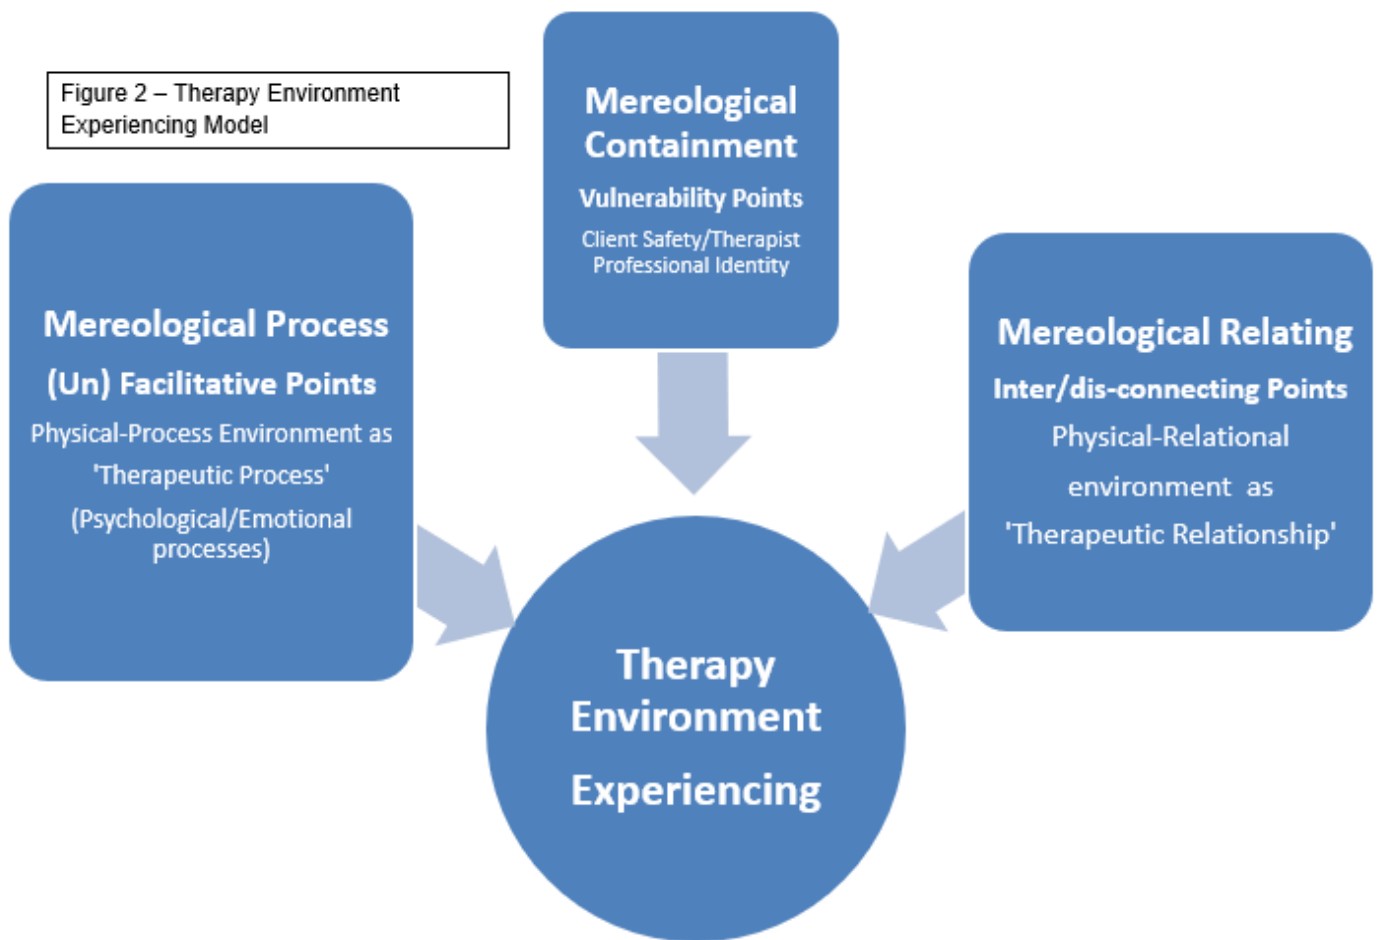 Figure 2 – Therapy Environment
Experiencing Model
Mereological
Containment
Vulnerability Points
Client Safety/Therapist
Professional Identity
Mereological Process
(Un) Facilitative Points
Physical-Process Environment as
'Therapeutic Process'
(Psychological/Emotional
processes)
Mereological Relating
Inter/dis-connecting Points
Physical-Relational
environment as
'Therapeutic Relationship'
Therapy
Environment
Experiencing